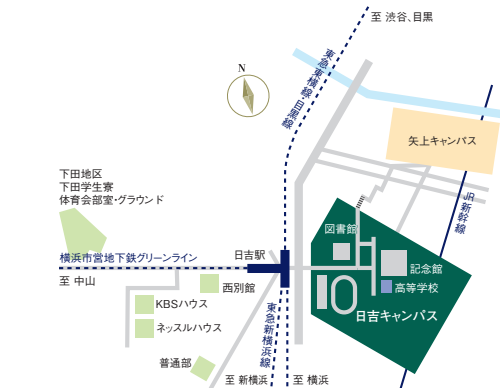 至 渋谷、目黒
N
東急東横線・目黒線
矢上キャンパス
下田地区
下田学生寮
体育会部室・グラウンド
JR新幹線
図書館
横浜市営地下鉄グリーンライン
日吉駅
記念館
至 中山
西別館
高等学校
KBSハウス
日吉キャンパス
ネッスルハウス
東急新横浜線
普通部
至 新横浜
至 横浜